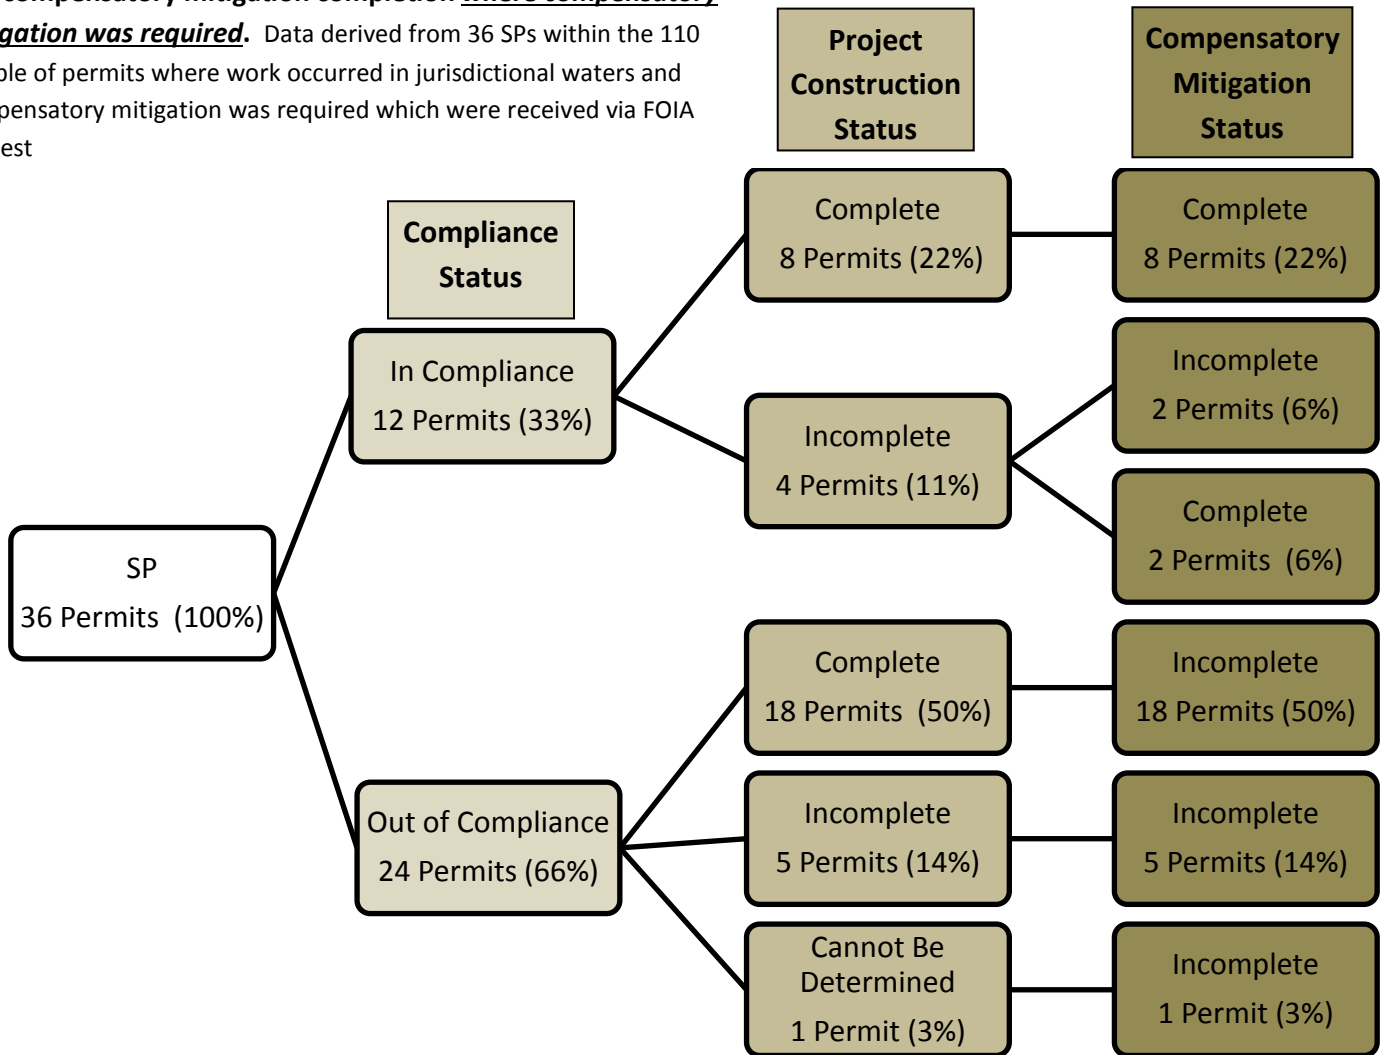 compensatory mitigation completion where compensatory
gation was required. Data derived from 36 SPs within the 110
ple of permits where work occurred in jurisdictional waters and
pensatory mitigation was required which were received via FOIA
est
Compliance
Status
Project
Construction
Status
Compensatory
Mitigation
Status
SP
36 Permits (100%)
In Compliance
12 Permits (33%)
Complete
8 Permits (22%)
Complete
8 Permits (22%)
Incomplete
4 Permits (11%)
Incomplete
2 Permits (6%)
Complete
2 Permits (6%)
Out of Compliance
24 Permits (66%)
Complete
18 Permits (50%)
Incomplete
18 Permits (50%)
Incomplete
5 Permits (14%)
Incomplete
5 Permits (14%)
Cannot Be
Determined
1 Permit (3%)
Incomplete
1 Permit (3%)